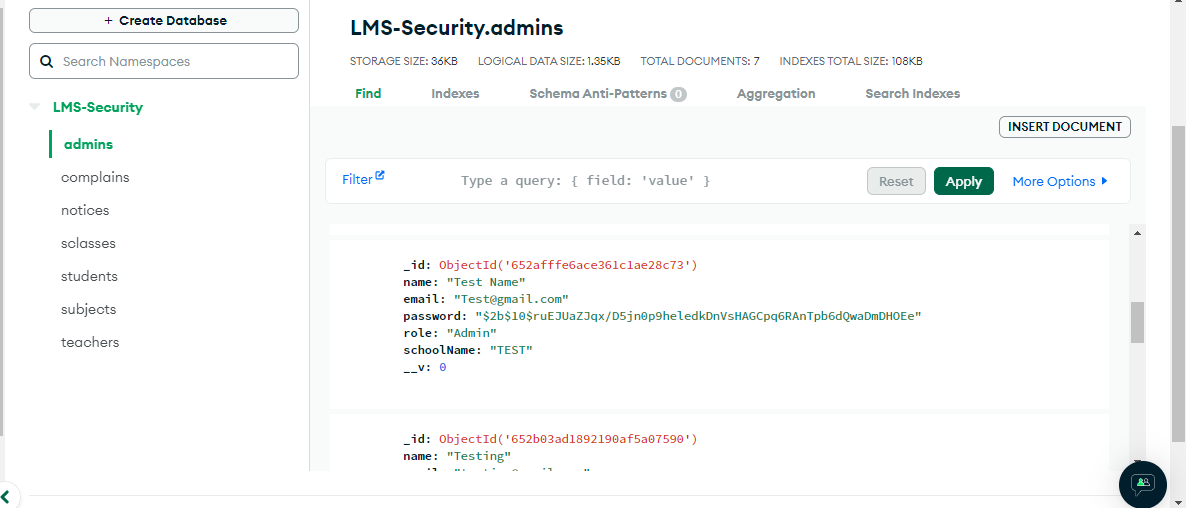 + Create Database
Search Namespaces
LMS-Security
admins
complains
notices
sclasses
students
subjects
teachers
LMS-Security.admins
STORAGE SIZE: 36KB LOGICAL DATA SIZE: 1.35KB TOTAL DOCUMENTS: 7 INDEXES TOTAL SIZE: 108KB
Find Indexes Schema Anti-Patterns 0 Aggregation Search Indexes
INSERT DOCUMENT
Filter Type a query: { field: 'value' } Reset Apply More Options
_id: ObjectId('652afffe6ace361c1ae28c73')
name: "Test Name"
email: "Test@gmail.com"
password: "$2b$10$ruEJUaZJqx/D5jn0p9heledkDnVsHAGCpq6RAnTpb6dQwaDmDHOEe"
role: "Admin"
schoolName: "TEST"
__v: 0
_id: ObjectId('652b03ad1892190af5a07590')
name: "Testing"